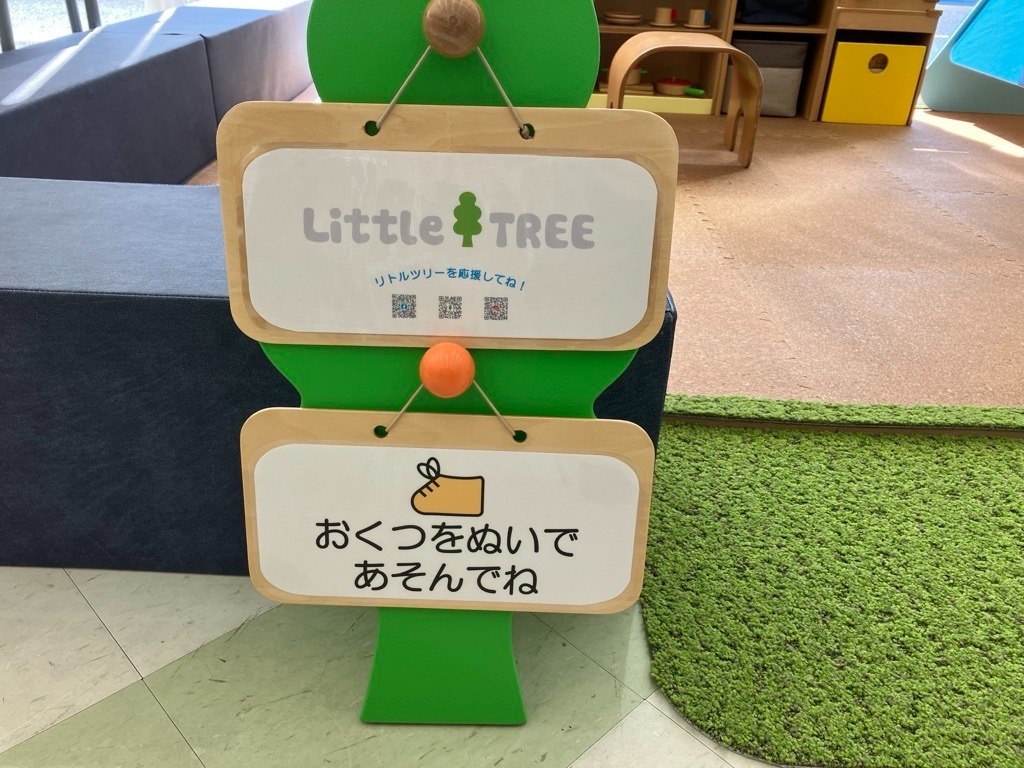 Little TREE
リトルツリーを応援してね!
おくつをぬいで
あそんでね